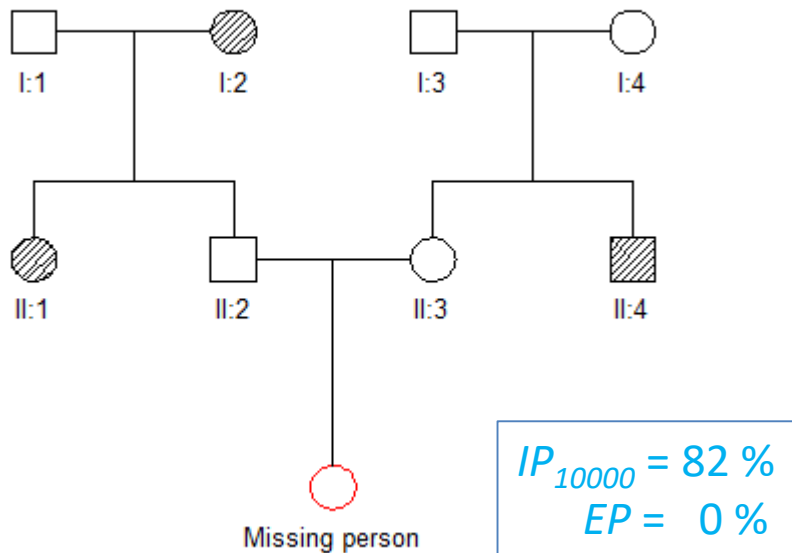 I:1 I:2 I:3 I:4
II:1 II:2 II:3 II:4
Missing person
IP10000 = 82 %
EP = 0 %